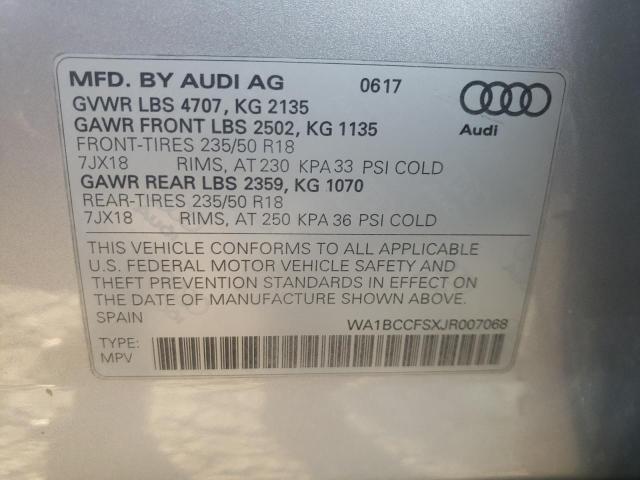 MFD. BY AUDI AG 0617
GVWR LBS 4707, KG 2135
GAWR FRONT LBS 2502, KG 1135
FRONT-TIRES 235/50 R18
7JX18 RIMS, AT 230 KPA 33 PSI COLD
GAWR REAR LBS 2359, KG 1070
REAR-TIRES 235/50 R18
7JX18 RIMS, AT 250 KPA 36 PSI COLD
Audi
THIS VEHICLE CONFORMS TO ALL APPLICABLE
U.S. FEDERAL MOTOR VEHICLE SAFETY AND
THEFT PREVENTION STANDARDS IN EFFECT ON
THE DATE OF MANUFACTURE SHOWN ABOVE.
SPAIN WA1BCCFSXJR007068
TYPE:
MPV